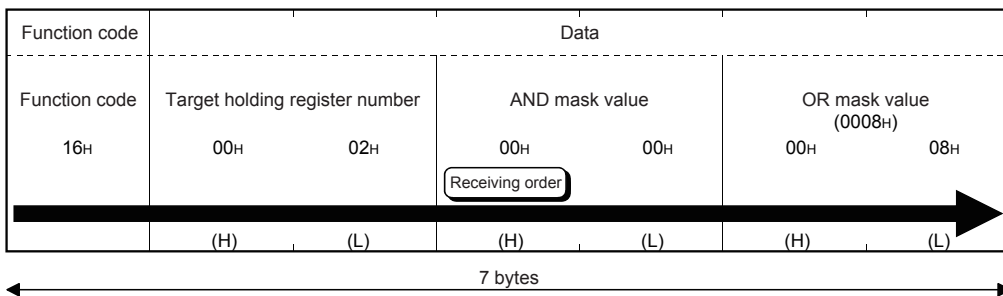 Function code Data
Function code Target holding register number AND mask value OR mask value
(0008H)
16H 00H 02H 00H 00H 00H 08H
Receiving order
(H) (L) (H) (L) (H) (L)
7 bytes